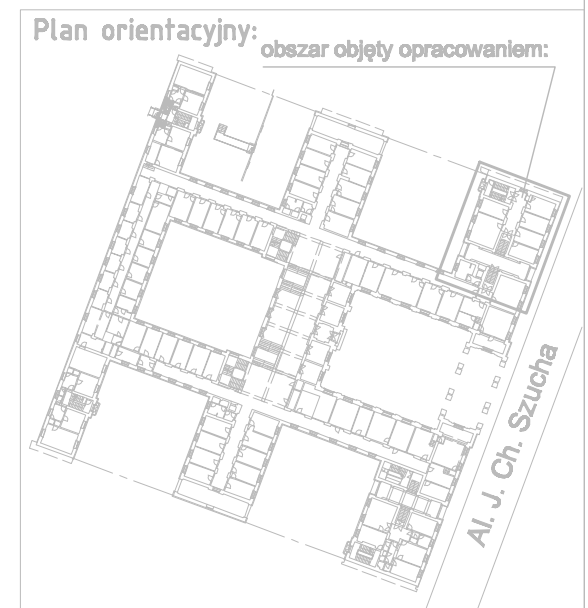 Plan orientacyjny:
obszar objęty opracowaniem:
Al. J. Ch. Szucha